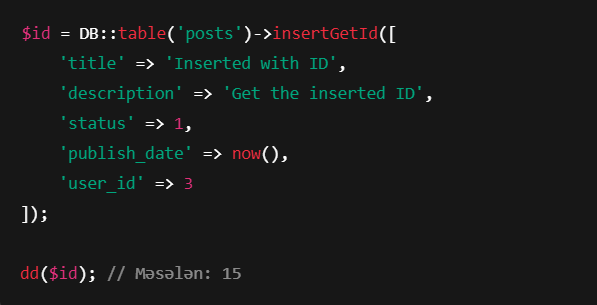 $id = DB::table('posts')->insertGetId([
    'title' => 'Inserted with ID',
    'description' => 'Get the inserted ID',
    'status' => 1,
    'publish_date' => now(),
    'user_id' => 3
]);
dd($id); // Məsələn: 15